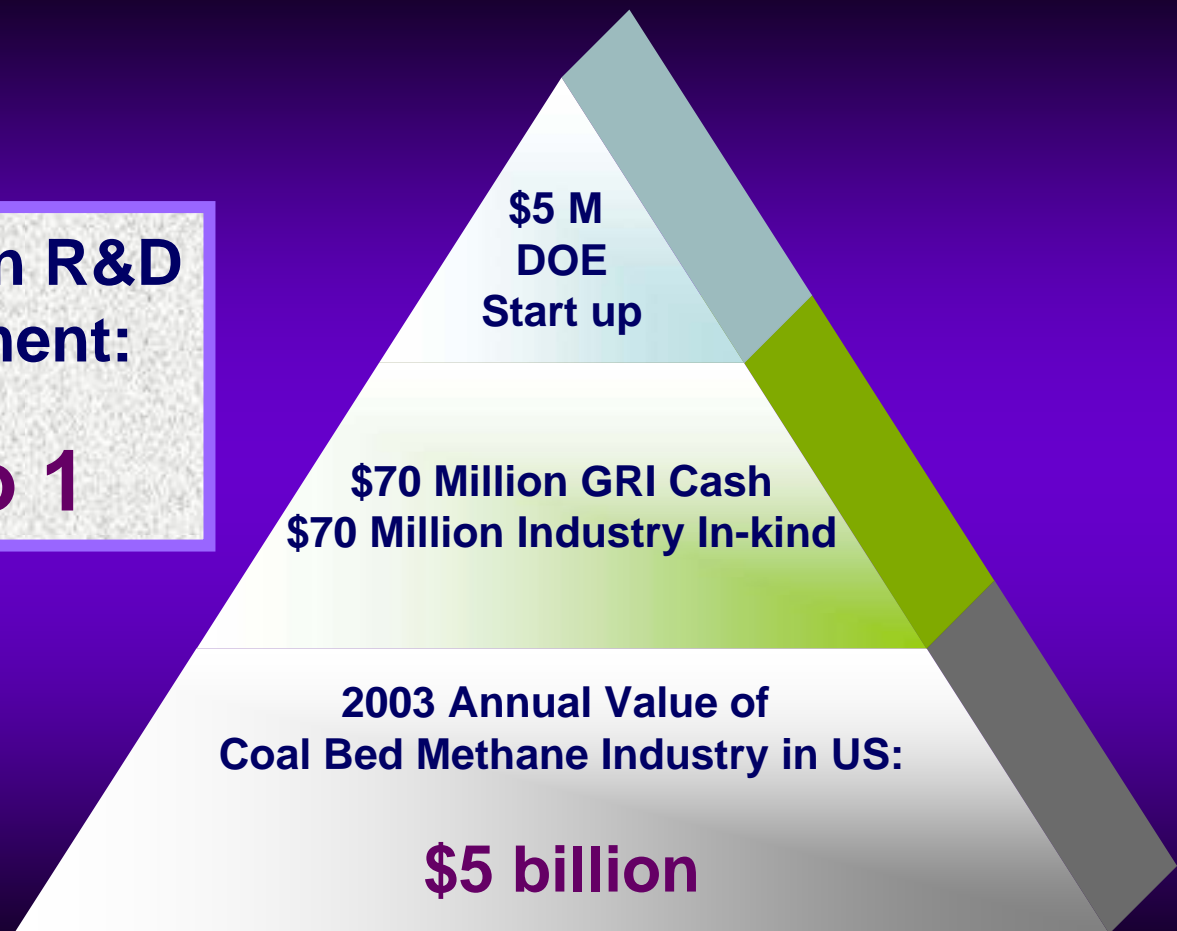 n R&D
ment:
o 1
$5 M
DOE
Start up
$70 Million GRI Cash
$70 Million Industry In-kind
2003 Annual Value of
Coal Bed Methane Industry in US:
$5 billion